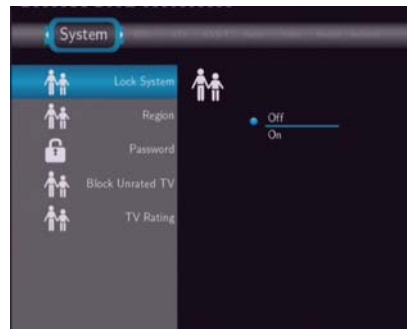 System
Lock System
Off
Region
On
Password
Block Unrated TV
TV Rating